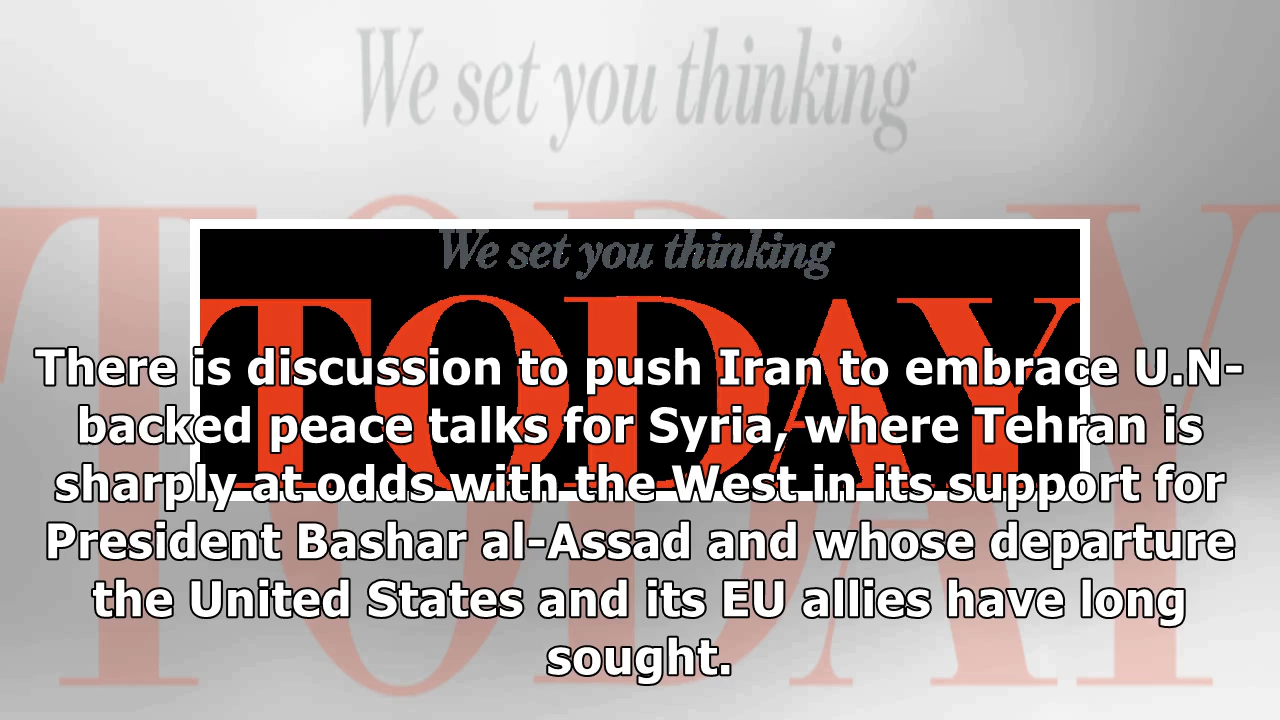 We set you thinking
TODAY
We set you thinking
TODAY
There is discussion to push Iran to embrace U.N-
backed peace talks for Syria, where Tehran is
sharply at odds with the West in its support for
President Bashar al-Assad and whose departure
the United States and its EU allies have long
sought.